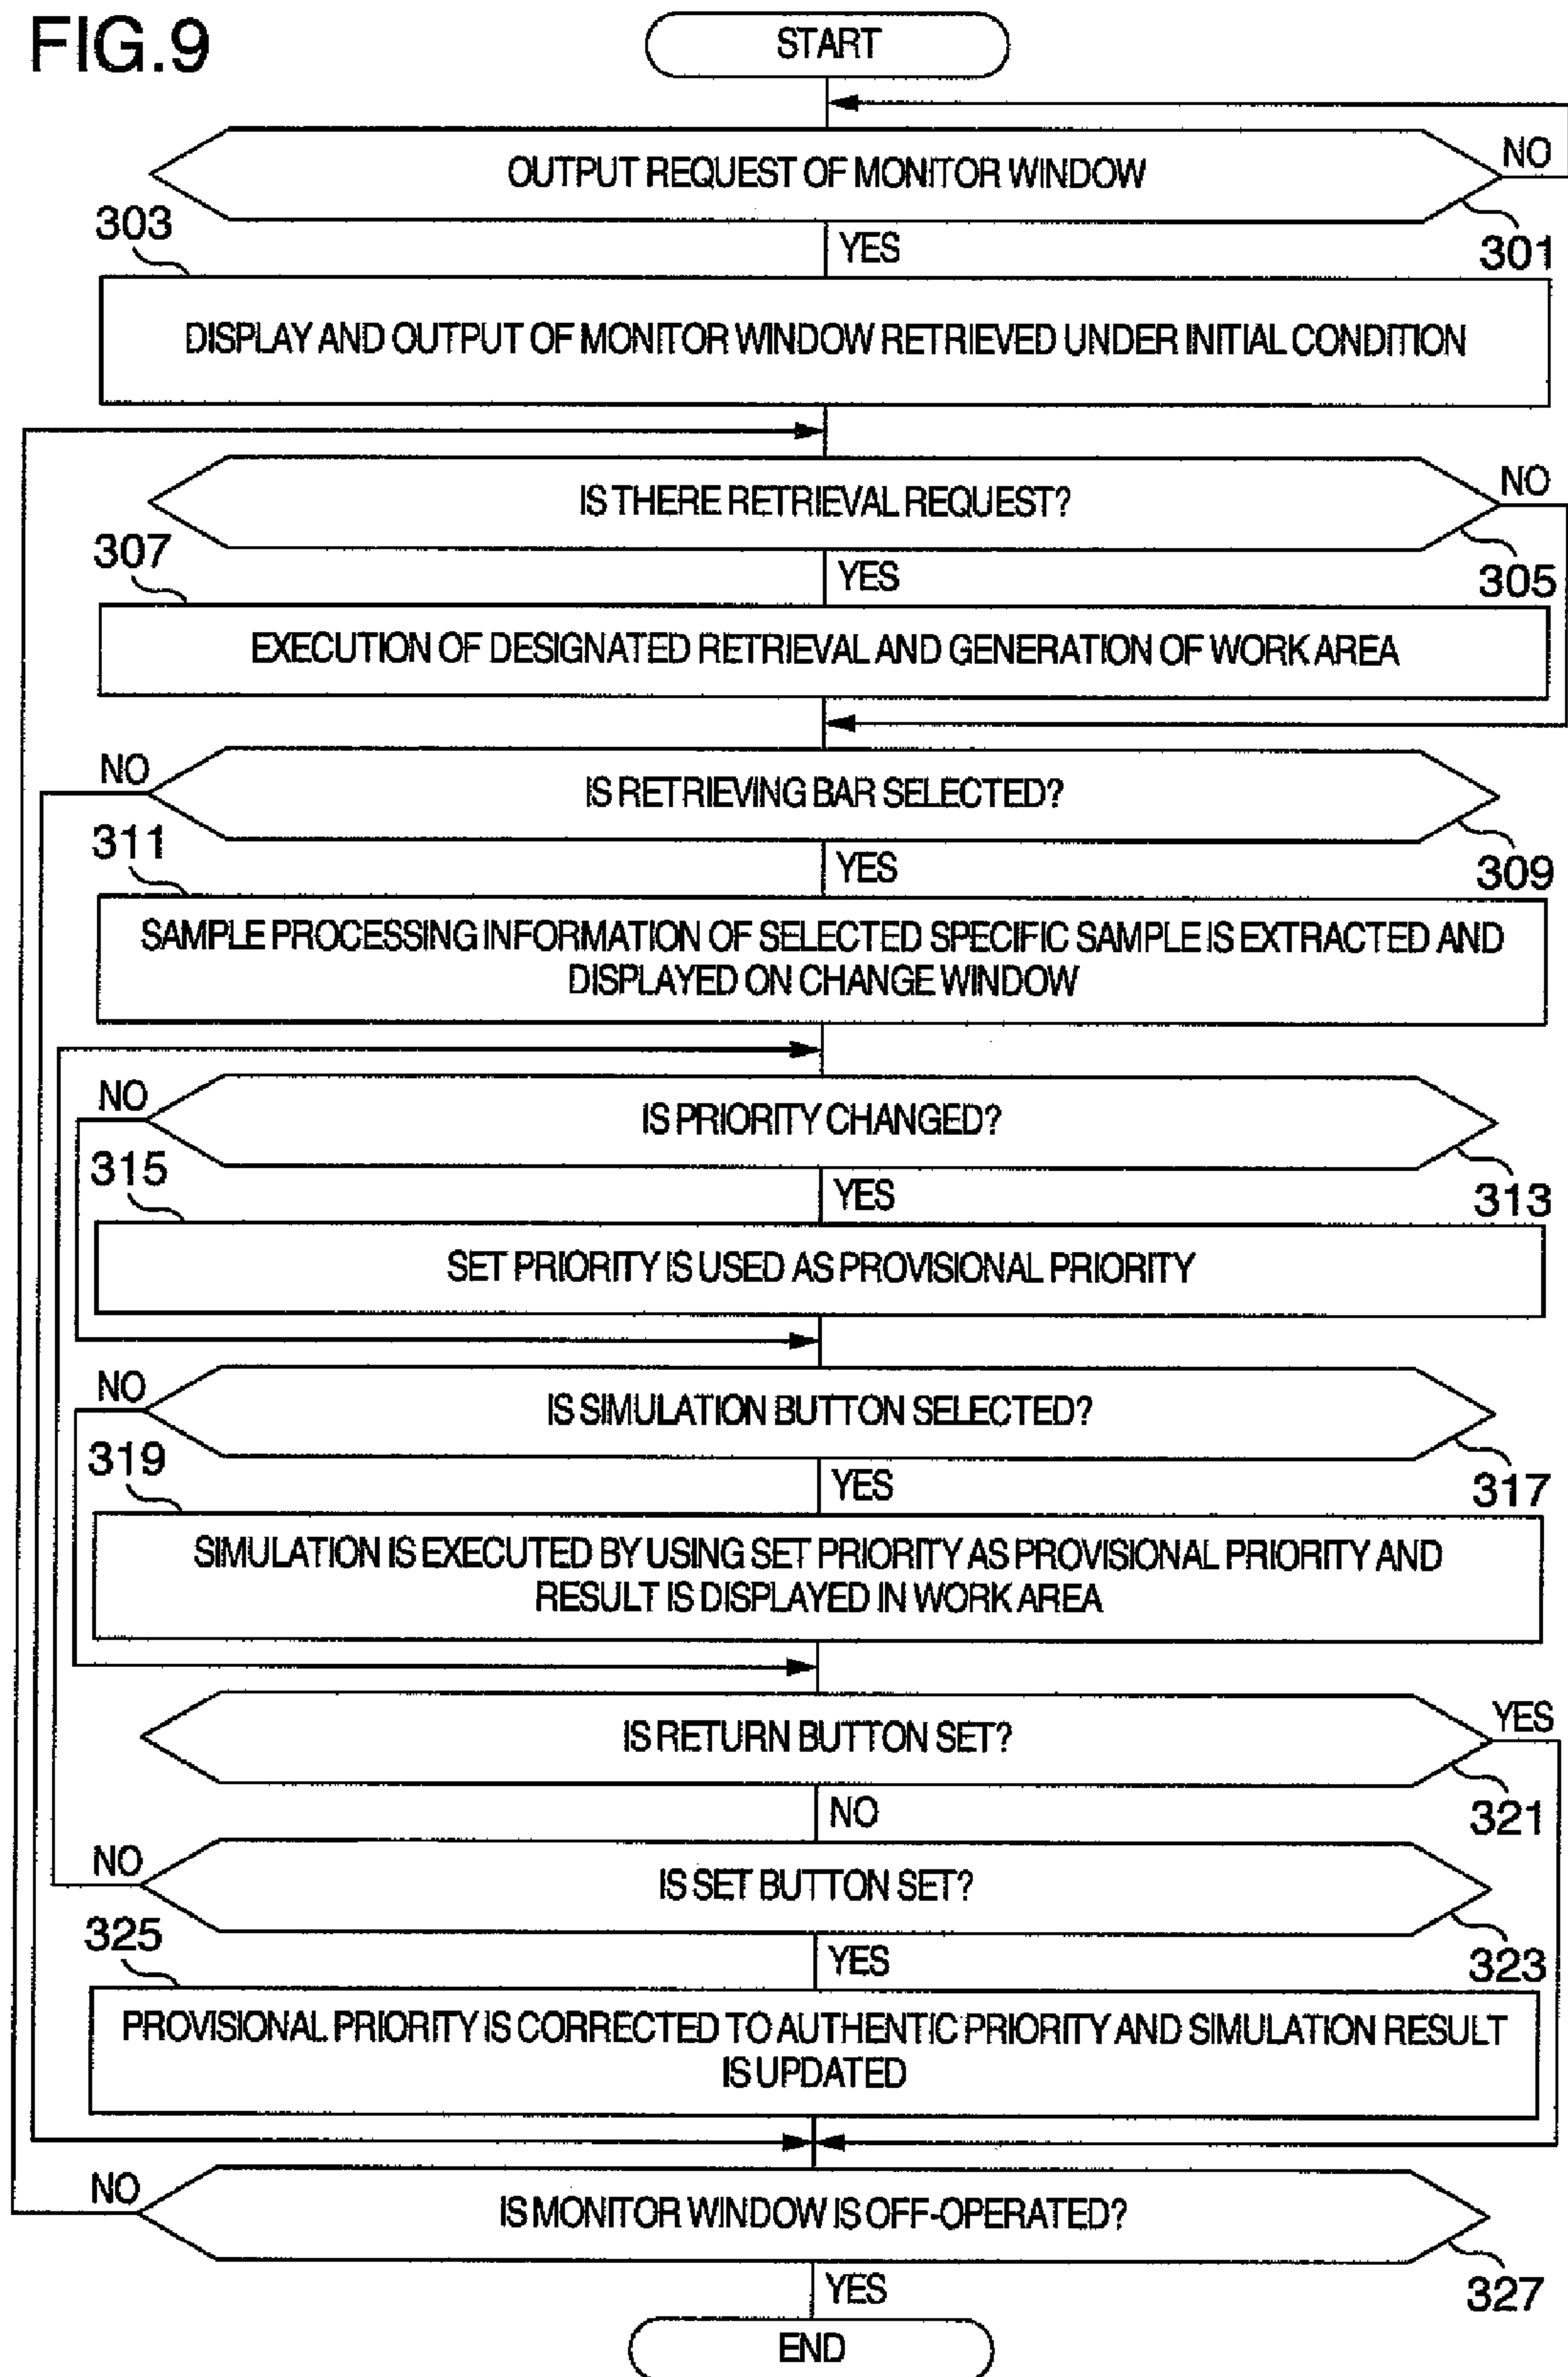 FIG.9
START
OUTPUT REQUEST OF MONITOR WINDOW
NO
301
YES
303
DISPLAY AND OUTPUT OF MONITOR WINDOW RETRIEVED UNDER INITIAL CONDITION
IS THERE RETRIEVAL REQUEST?
NO
305
YES
307
EXECUTION OF DESIGNATED RETRIEVAL AND GENERATION OF WORK AREA
NO
IS RETRIEVING BAR SELECTED?
309
YES
311
SAMPLE PROCESSING INFORMATION OF SELECTED SPECIFIC SAMPLE IS EXTRACTED AND
DISPLAYED ON CHANGE WINDOW
NO
IS PRIORITY CHANGED?
313
YES
315
SET PRIORITY IS USED AS PROVISIONAL PRIORITY
NO
IS SIMULATION BUTTON SELECTED?
317
YES
319
SIMULATION IS EXECUTED BY USING SET PRIORITY AS PROVISIONAL PRIORITY AND
RESULT IS DISPLAYED IN WORK AREA
IS RETURN BUTTON SET?
YES
321
NO
NO
IS SET BUTTON SET?
323
YES
325
PROVISIONAL PRIORITY IS CORRECTED TO AUTHENTIC PRIORITY AND SIMULATION RESULT
IS UPDATED
NO
IS MONITOR WINDOW IS OFF-OPERATED?
327
YES
END